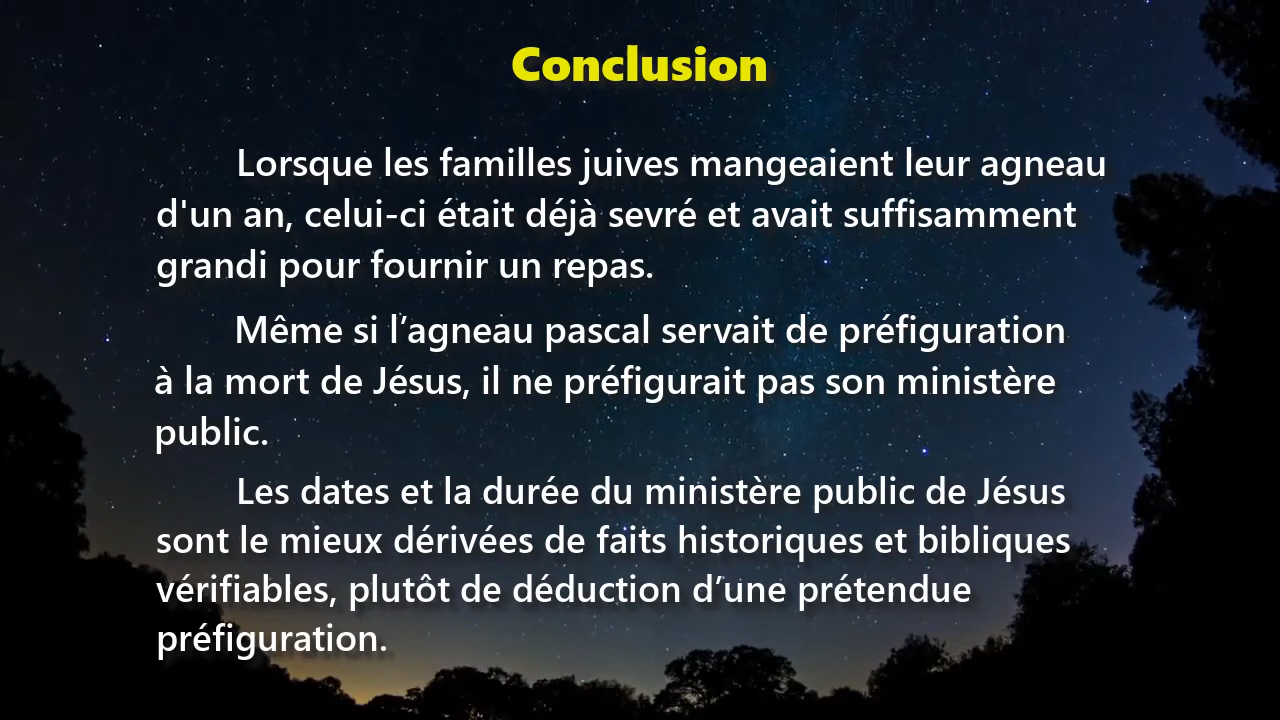 Conclusion
Lorsque les familles juives mangeaient leur agneau
d'un an, celui-ci était déjà sevré et avait suffisamment
grandi pour fournir un repas.
Même si l’agneau pascal servait de préfiguration
à la mort de Jésus, il ne préfigurait pas son ministère
public.
Les dates et la durée du ministère public de Jésus
sont le mieux dérivées de faits historiques et bibliques
vérifiables, plutôt de déduction d’une prétendue
préfiguration.